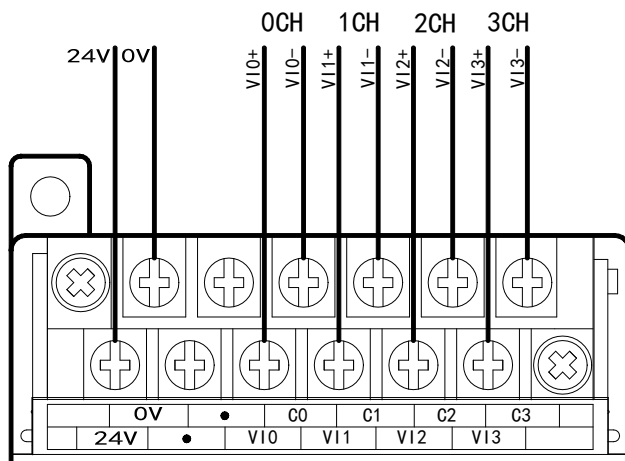 0CH 1CH 2CH 3CH
24V 0V VI0+ VI0- VI1+ VI1- VI2+ VI2- VI3+ VI3-
0V • C0 C1 C2 C3
24V • VI0 VI1 VI2 VI3